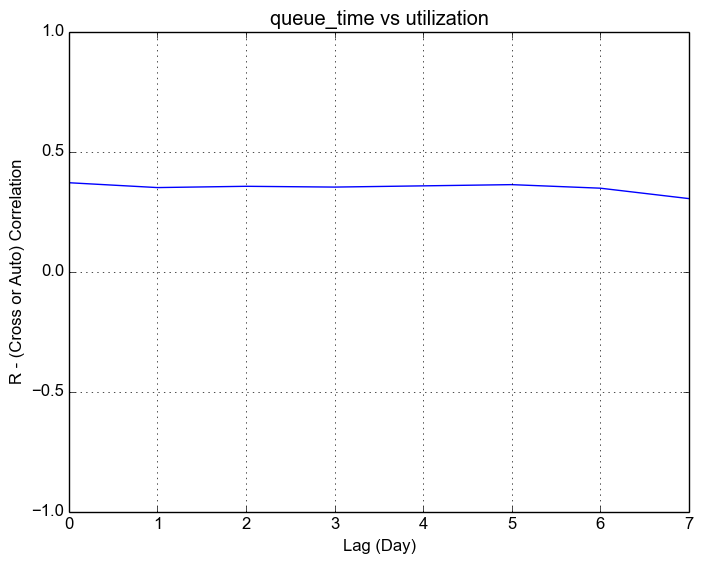 queue_time vs utilization
1.0
0.5
0.0
−0.5
−1.0
R - (Cross or Auto) Correlation
0 1 2 3 4 5 6 7
Lag (Day)